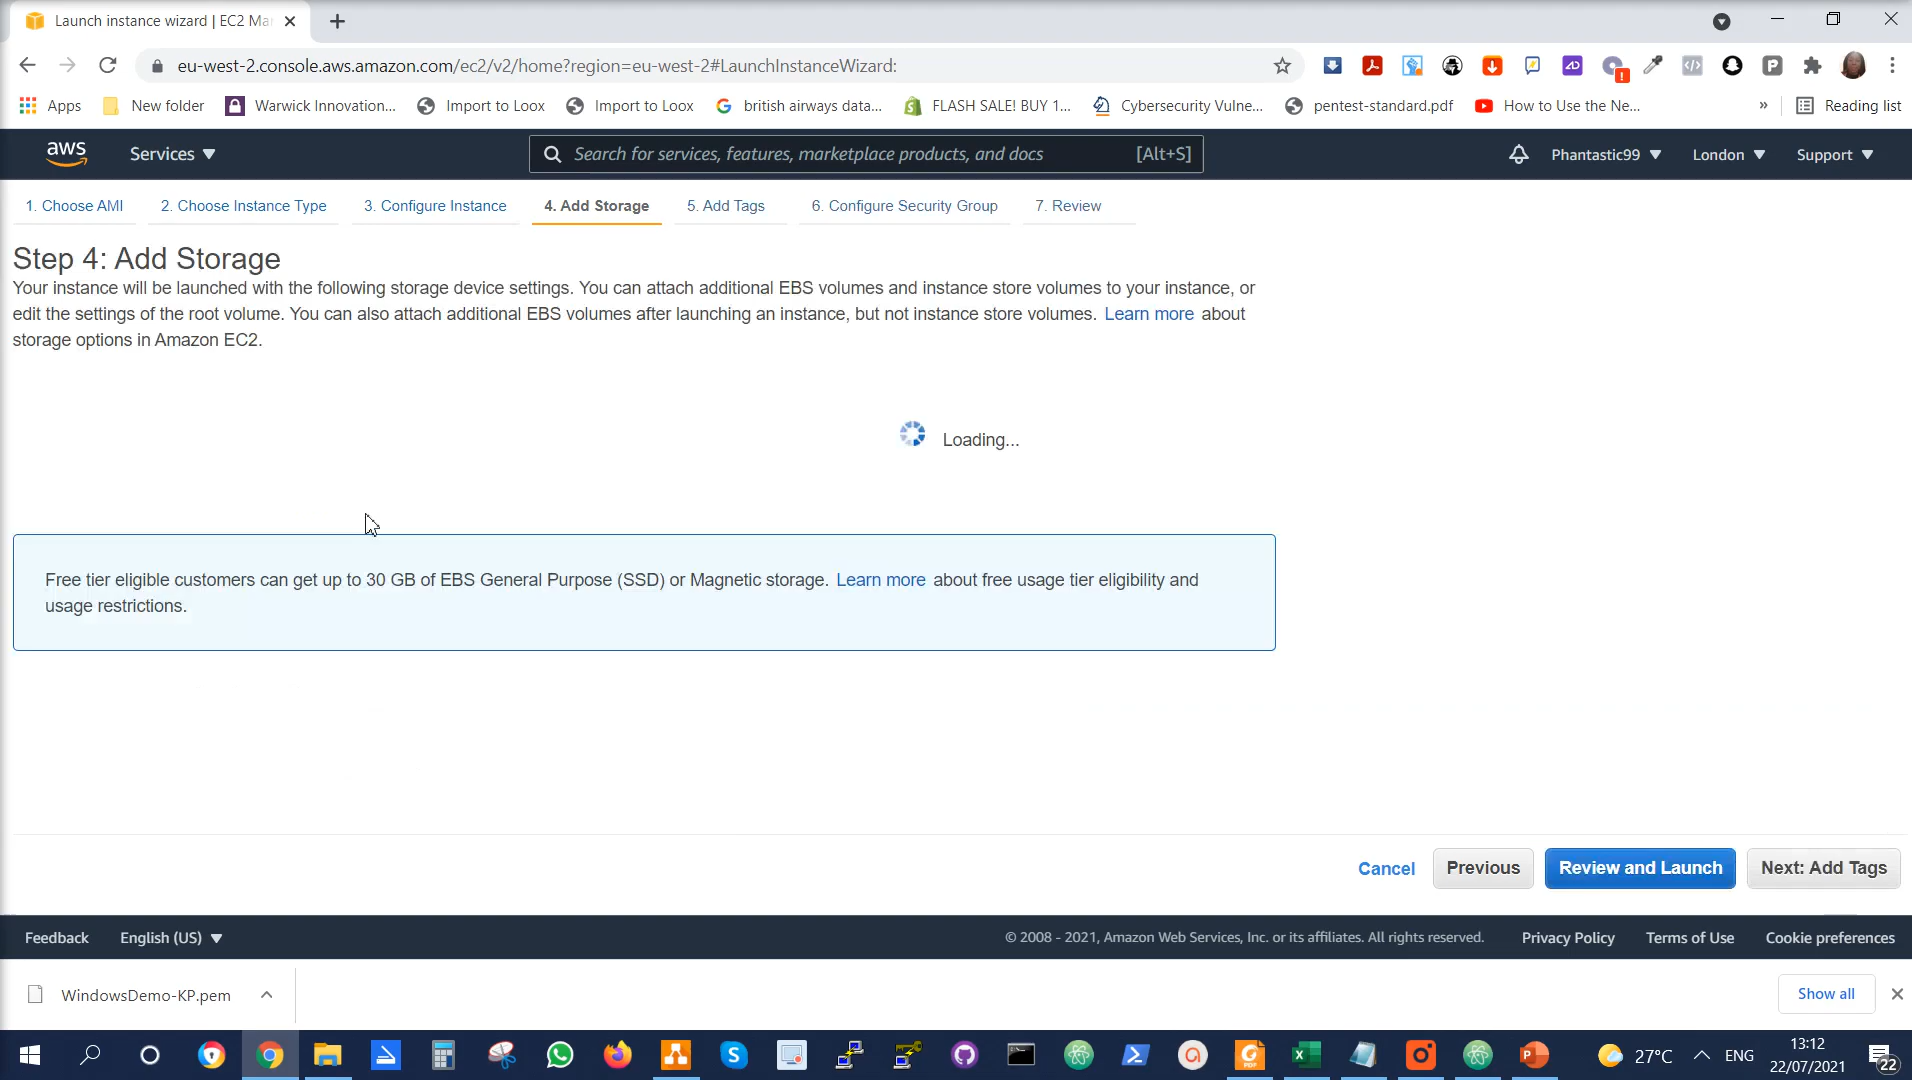 Launch instance wizard | EC2 Ma
eu-west-2.console.aws.amazon.com/ec2/v2/home?region=eu-west-2#LaunchInstanceWizard:
Apps New folder Warwick Innovation... Import to Loox Import to Loox british airways data... FLASH SALE! BUY 1... Cybersecurity Vulne... pentest-standard.pdf How to Use the Ne... » Reading list
aws Services Search for services, features, marketplace products, and docs [Alt+S] Phantastic99 London Support
1. Choose AMI 2. Choose Instance Type 3. Configure Instance 4. Add Storage 5. Add Tags 6. Configure Security Group 7. Review
Step 4: Add Storage
Your instance will be launched with the following storage device settings. You can attach additional EBS volumes and instance store volumes to your instance, or
edit the settings of the root volume. You can also attach additional EBS volumes after launching an instance, but not instance store volumes. Learn more about
storage options in Amazon EC2.
Loading...
Free tier eligible customers can get up to 30 GB of EBS General Purpose (SSD) or Magnetic storage. Learn more about free usage tier eligibility and
usage restrictions.
Cancel Previous Review and Launch Next: Add Tags
Feedback English (US) © 2008 - 2021, Amazon Web Services, Inc. or its affiliates. All rights reserved. Privacy Policy Terms of Use Cookie preferences
WindowsDemo-KP.pem Show all
27°C ENG 13:12
22/07/2021 22